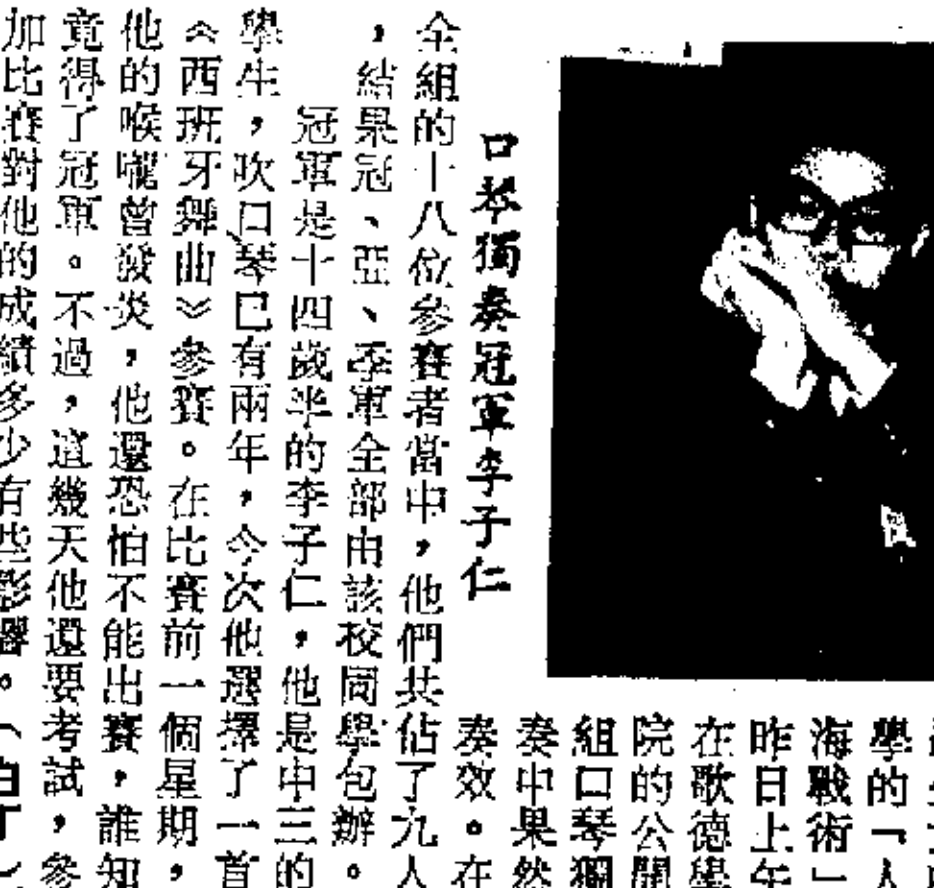 學的「人
海戰術」
昨日上午
在歌德學
院的公開
組口琴獨
奏中果然
奏效。在
口琴獨奏冠軍李子仁
全組的十八位參賽者當中，他們共佔了九人
，結果冠、亞、季軍全部由該校同學包辦。
冠軍是十四歲半的李子仁，他是中三的
學生，吹口琴已有兩年，今次他選擇了一首
《西班牙舞曲》參賽。在比賽前一個星期，
他的喉嚨曾發炎，他還恐怕不能出賽，誰知
竟得了冠軍。不過，這幾天他還要考試，參
加比賽對他的成績多少有些影響。